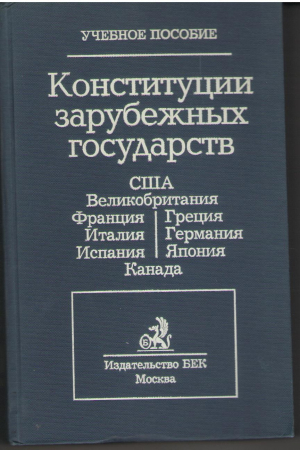 УЧЕБНОЕ ПОСОБИЕ
Конституции
зарубежных
государств
США
Великобритания
Франция | Греция
Италия | Германия
Испания | Япония
Канада
Б
Издательство БЕК
Москва